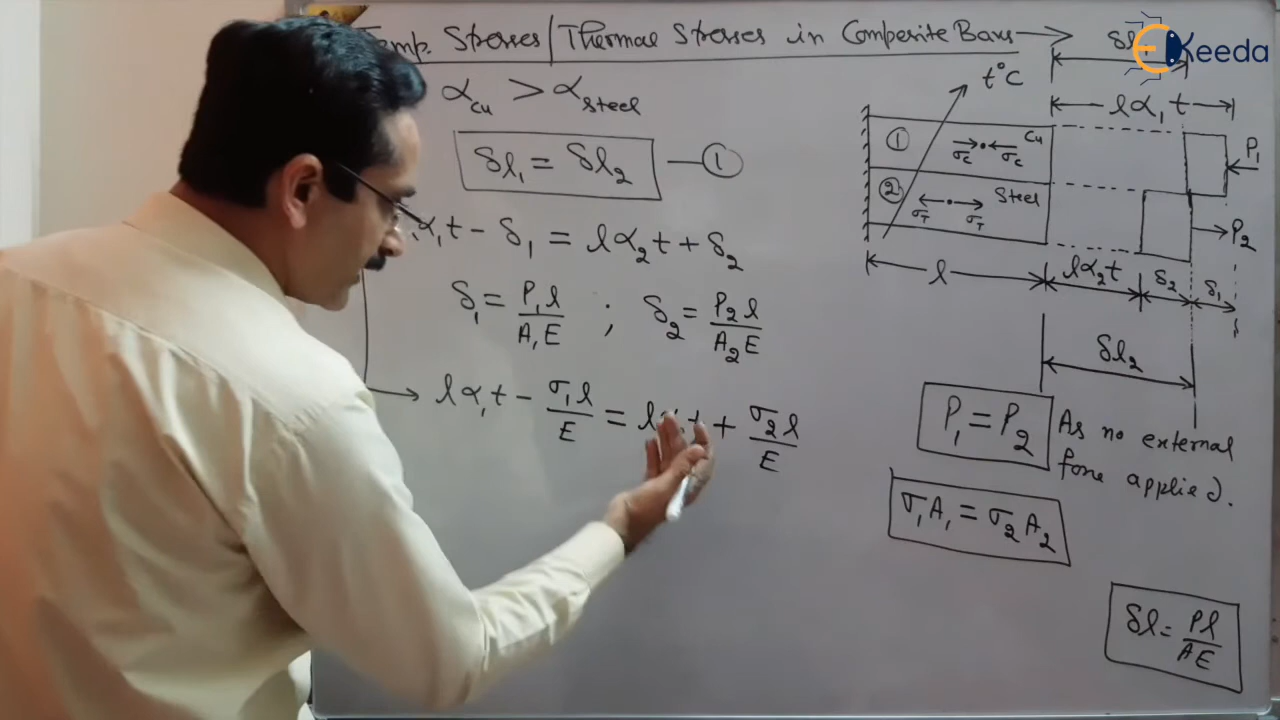 Temp. Stresses/Thermal Stresses in Composite Bars →
Keeda
α_cu > α_steel
δl₁ = δl₂ —①
α₁t - δ₁ = lα₂t + δ₂
δ₁ = P₁l / A₁E ; δ₂ = P₂l / A₂E
lα₁t - σ₁l / E = l t + σ₂l / E
t°C
lα₁t
① Cu
σc σc
② Steel
σT σT
P₁
P₂
l lα₂t δ₂ δ₁
δl₂
P₁ = P₂ As no external
force applied.
σ₁A₁ = σ₂A₂
δl = Pl / AE